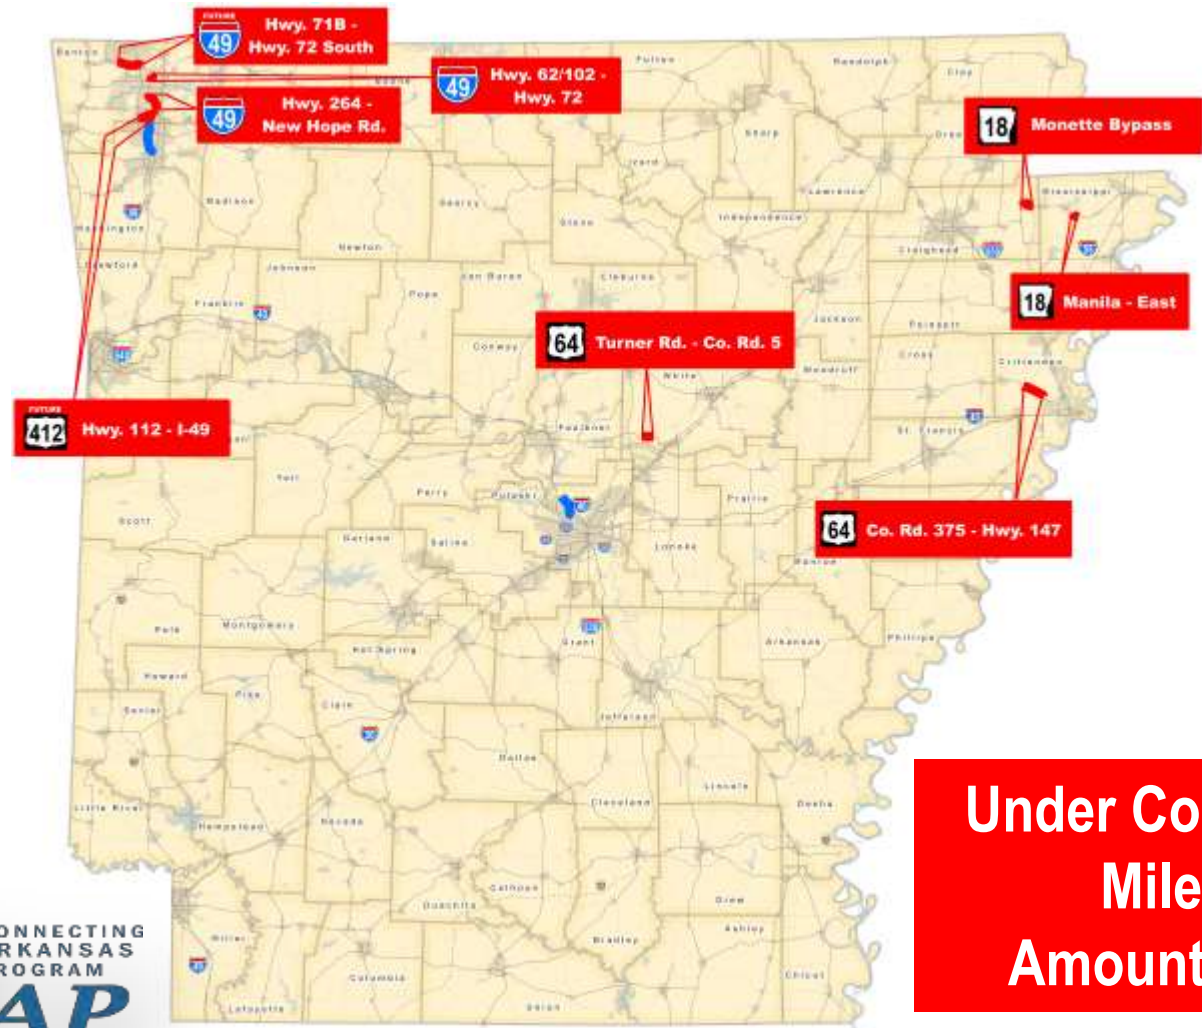 FUTURE
49
Hwy. 71B -
Hwy. 72 South
49
Hwy. 62/102 -
Hwy. 72
49
Hwy. 264 -
New Hope Rd.
18
Monette Bypass
18
Manila - East
64
Turner Rd. - Co. Rd. 5
FUTURE
412
Hwy. 112 - I-49
64
Co. Rd. 375 - Hwy. 147
Benton
Boone
Fulton
Randolph
Clay
Sharp
Izard
Lawrence
Mississippi
Madison
Searcy
Stone
Independence
Craighead
Newton
Johnson
Van Buren
Cleburne
Franklin
Pope
Jackson
Poinsett
Conway
White
Woodruff
Cross
Crittenden
Faulkner
St. Francis
Yell
Perry
Pulaski
Prairie
Scott
Garland
Saline
Lonoke
Monroe
Polk
Montgomery
Hot Spring
Grant
Arkansas
Phillips
Howard
Pike
Clark
Sevier
Jefferson
Dallas
Cleveland
Lincoln
Desha
Little River
Hempstead
Nevada
Calhoun
Ouachita
Drew
Bradley
Ashley
Miller
Columbia
Chicot
Lafayette
Union
Under Co
Mile
Amount
ONNECTING
RKANSAS
ROGRAM
AP